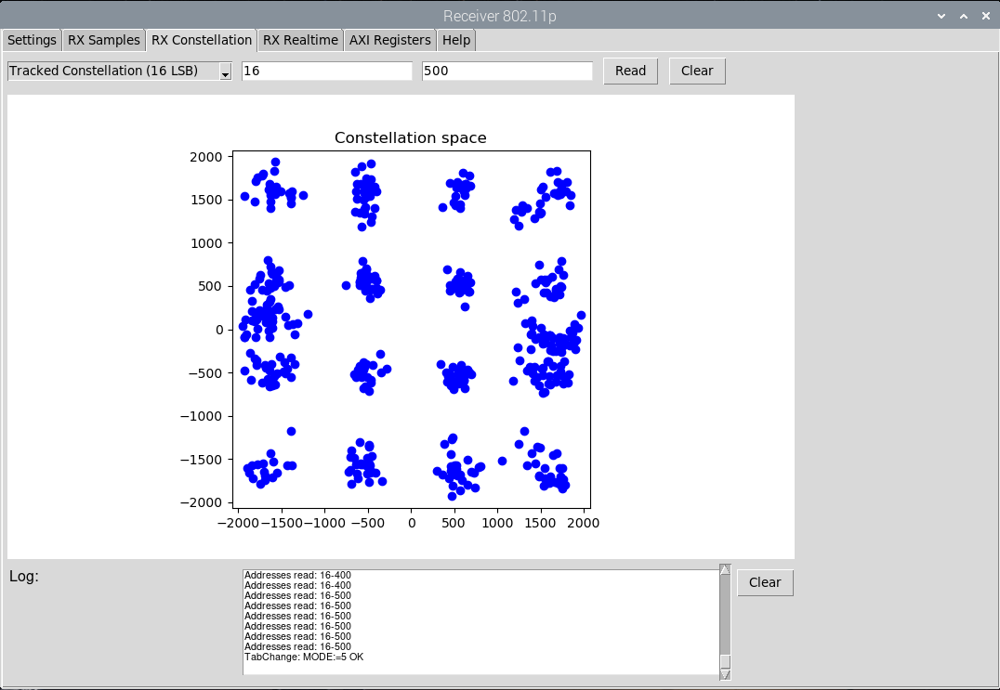 Receiver 802.11p
Settings RX Samples RX Constellation RX Realtime AXI Registers Help
Tracked Constellation (16 LSB) 16 500 Read Clear
Constellation space
2000
1500
1000
500
0
−500
−1000
−1500
−2000
−2000 −1500 −1000 −500 0 500 1000 1500 2000
Log:
Addresses read: 16-400
Addresses read: 16-400
Addresses read: 16-500
Addresses read: 16-500
Addresses read: 16-500
Addresses read: 16-500
Addresses read: 16-500
Addresses read: 16-500
TabChange: MODE:=5 OK
Clear